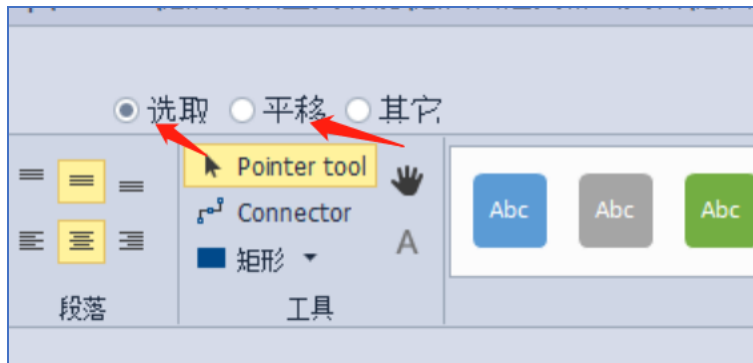 选取 平移 其它
Pointer tool
Connector
A
矩形
Abc Abc Abc
段落 工具